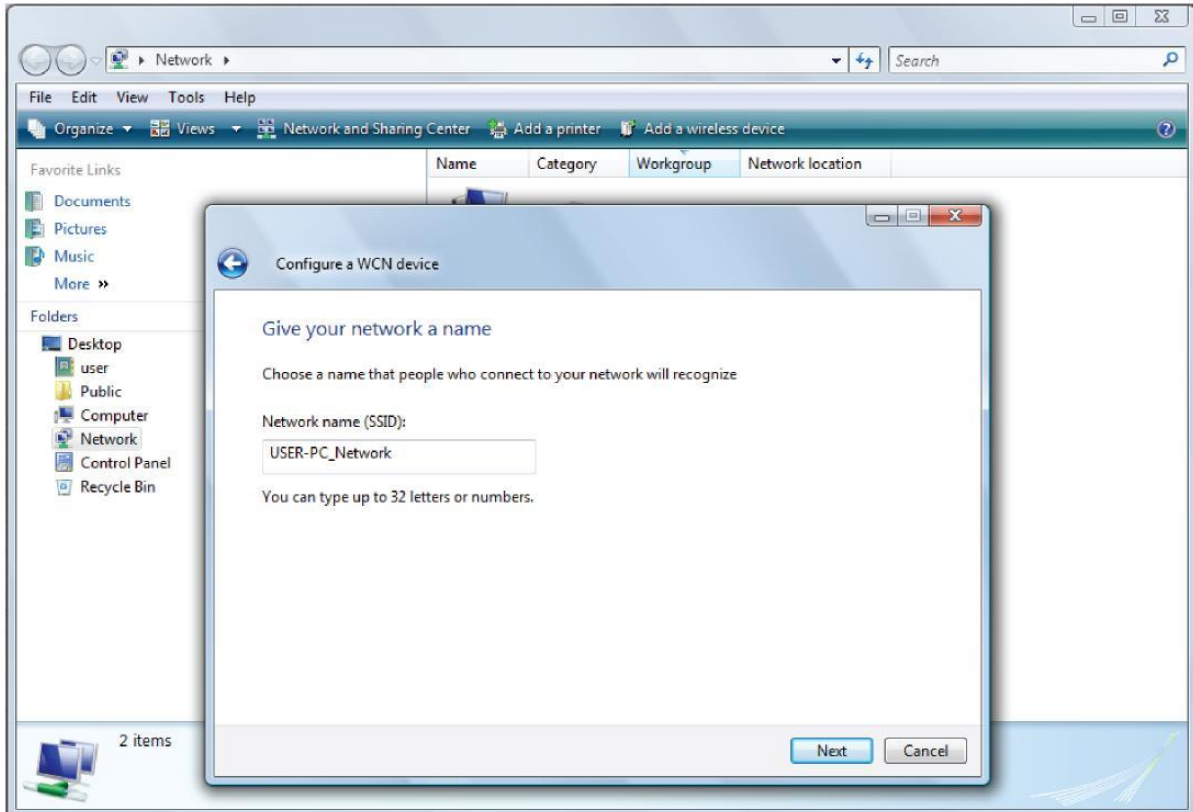 Network
Search
File Edit View Tools Help
Organize Views Network and Sharing Center Add a printer Add a wireless device
Favorite Links
Name Category Workgroup Network location
Documents
Pictures
Music
More »
Folders
Desktop
user
Public
Computer
Network
Control Panel
Recycle Bin
Configure a WCN device
Give your network a name
Choose a name that people who connect to your network will recognize
Network name (SSID):
USER-PC_Network
You can type up to 32 letters or numbers.
Next Cancel
2 items